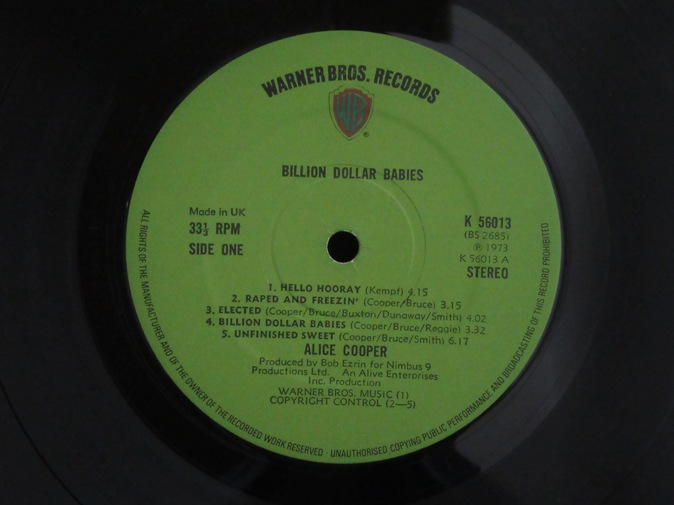 WARNER BROS. RECORDS
WB
®
BILLION DOLLAR BABIES
Made in UK
33⅓ RPM
SIDE ONE
K 56013
(BS 2685)
℗ 1973
K 56013 A
STEREO
1. HELLO HOORAY (Kempf) 4.15
2. RAPED AND FREEZIN' (Cooper/Bruce) 3.15
3. ELECTED (Cooper/Bruce/Buxton/Dunaway/Smith) 4.02
4. BILLION DOLLAR BABIES (Cooper/Bruce/Reggie) 3.32
5. UNFINISHED SWEET (Cooper/Bruce/Smith) 6.17
ALICE COOPER
Produced by Bob Ezrin for Nimbus 9
Productions Ltd. An Alive Enterprises
Inc. Production
WARNER BROS. MUSIC (1)
COPYRIGHT CONTROL (2—5)
ALL RIGHTS OF THE MANUFACTURER AND OF THE OWNER OF THE RECORDED WORK RESERVED · UNAUTHORISED COPYING PUBLIC PERFORMANCE AND BROADCASTING OF THIS RECORD PROHIBITED